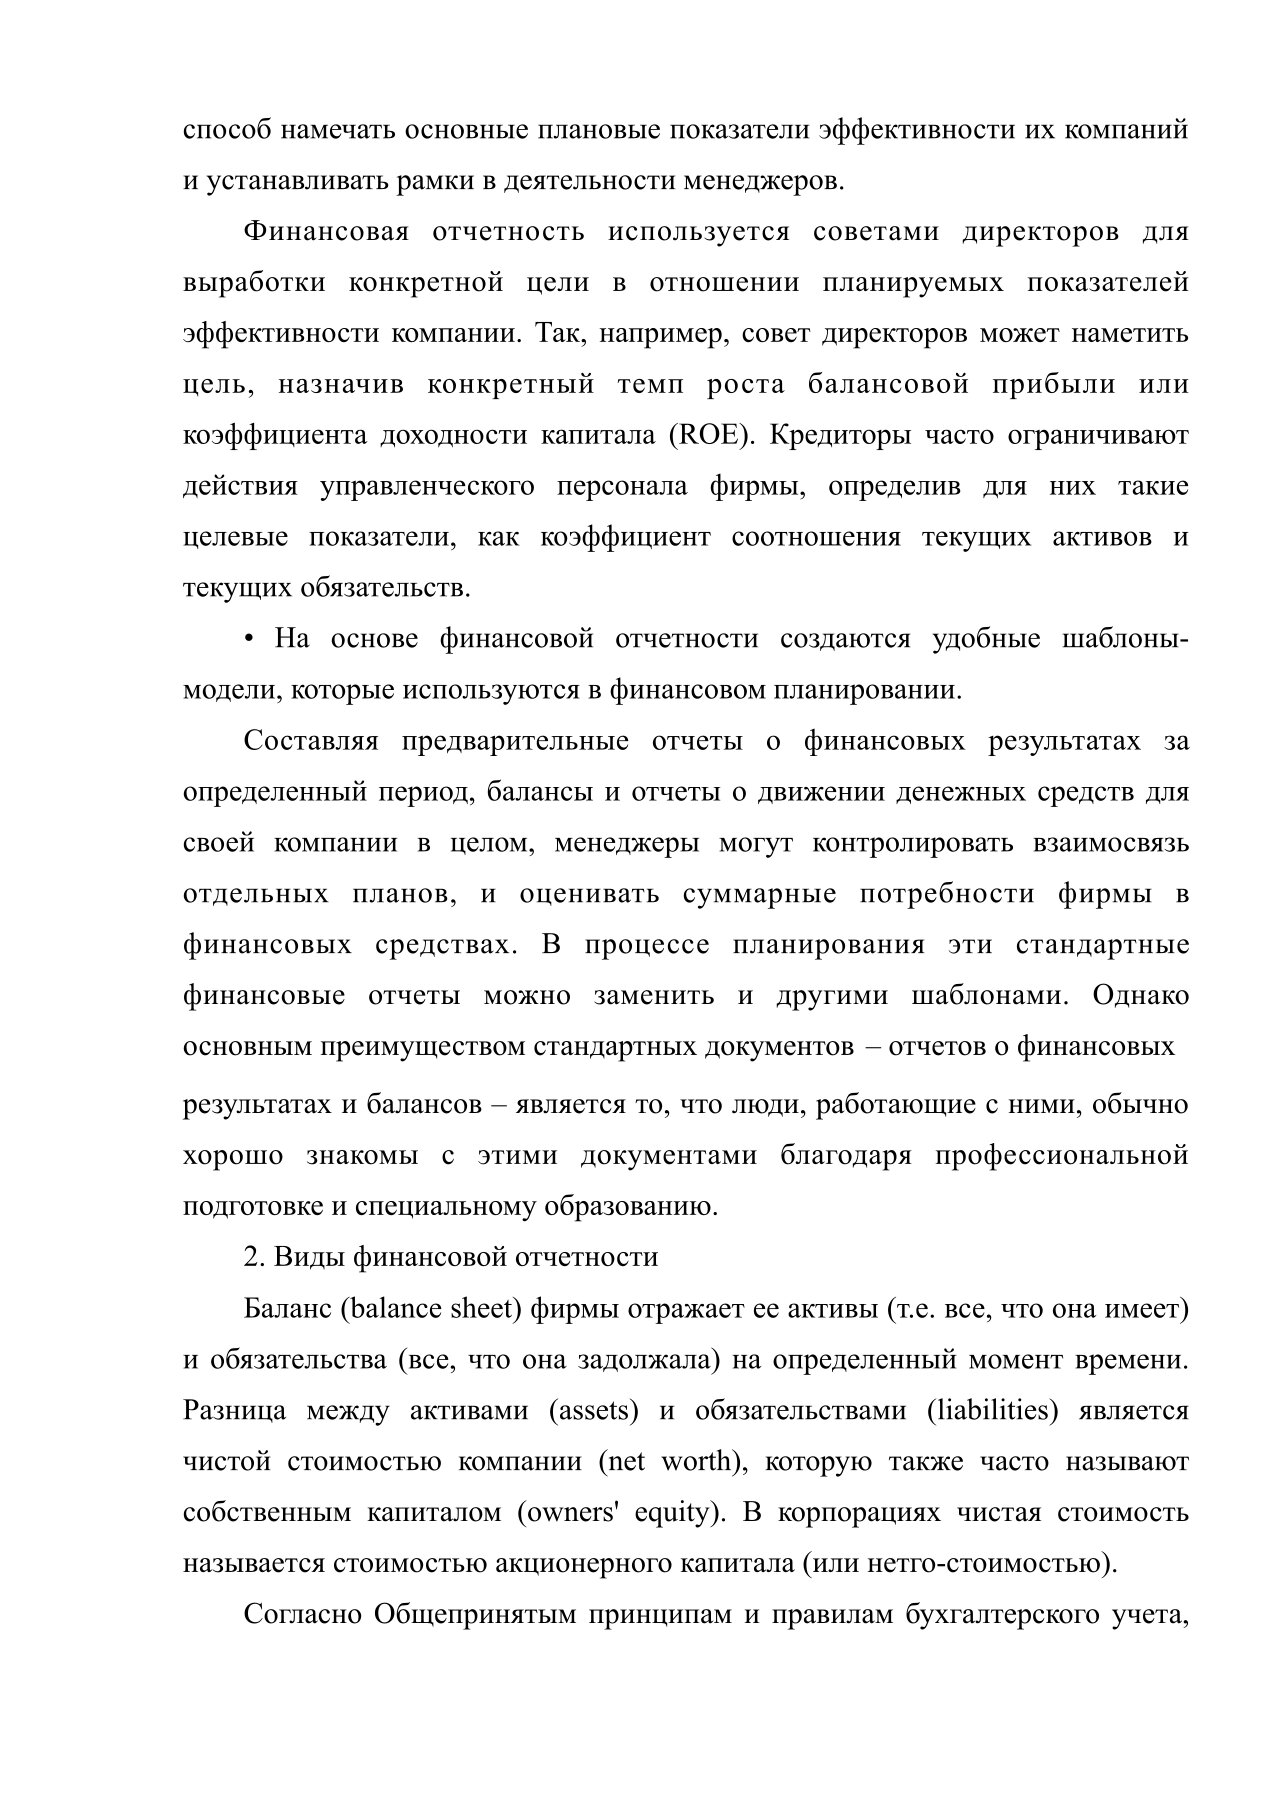 способ намечать основные плановые показатели эффективности их компаний
и устанавливать рамки в деятельности менеджеров.
Финансовая отчетность используется советами директоров для
выработки конкретной цели в отношении планируемых показателей
эффективности компании. Так, например, совет директоров может наметить
цель, назначив конкретный темп роста балансовой прибыли или
коэффициента доходности капитала (ROE). Кредиторы часто ограничивают
действия управленческого персонала фирмы, определив для них такие
целевые показатели, как коэффициент соотношения текущих активов и
текущих обязательств.
• На основе финансовой отчетности создаются удобные шаблоны-
модели, которые используются в финансовом планировании.
Составляя предварительные отчеты о финансовых результатах за
определенный период, балансы и отчеты о движении денежных средств для
своей компании в целом, менеджеры могут контролировать взаимосвязь
отдельных планов, и оценивать суммарные потребности фирмы в
финансовых средствах. В процессе планирования эти стандартные
финансовые отчеты можно заменить и другими шаблонами. Однако
основным преимуществом стандартных документов – отчетов о финансовых
результатах и балансов – является то, что люди, работающие с ними, обычно
хорошо знакомы с этими документами благодаря профессиональной
подготовке и специальному образованию.
2. Виды финансовой отчетности
Баланс (balance sheet) фирмы отражает ее активы (т.е. все, что она имеет)
и обязательства (все, что она задолжала) на определенный момент времени.
Разница между активами (assets) и обязательствами (liabilities) является
чистой стоимостью компании (net worth), которую также часто называют
собственным капиталом (owners' equity). В корпорациях чистая стоимость
называется стоимостью акционерного капитала (или нетго-стоимостью).
Согласно Общепринятым принципам и правилам бухгалтерского учета,